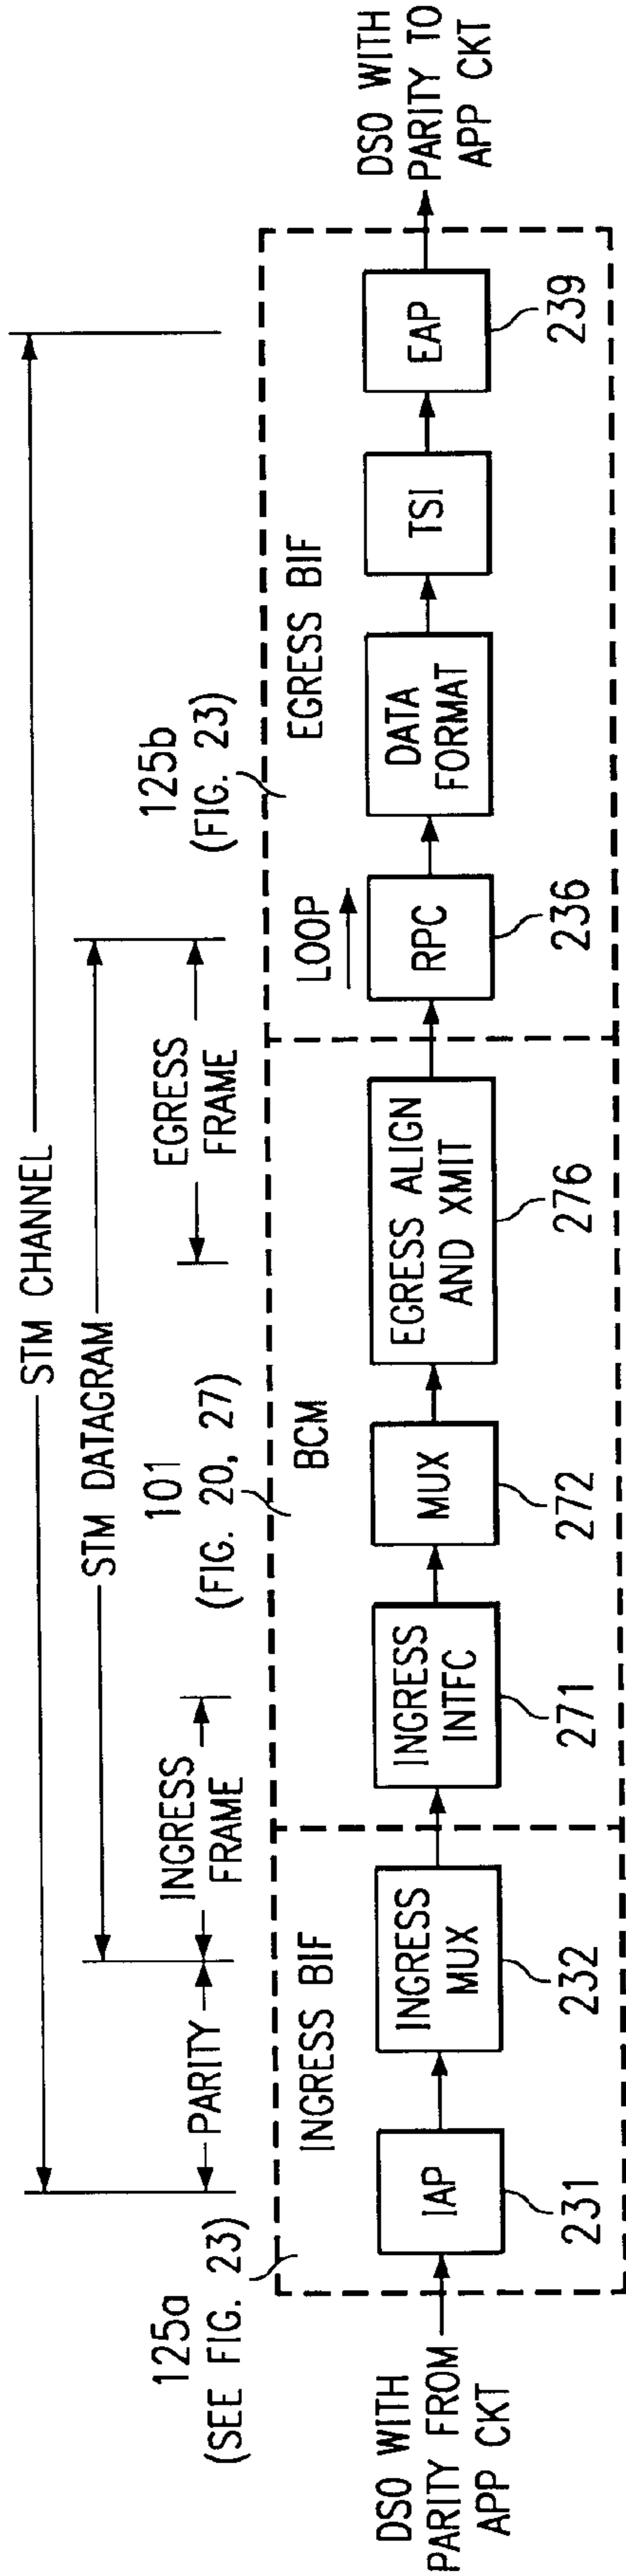 STM CHANNEL
STM DATAGRAM
PARITY
INGRESS
FRAME
EGRESS
FRAME
125a
(SEE FIG. 23)
101
(FIG. 20, 27)
125b
(FIG. 23)
INGRESS BIF
BCM
EGRESS BIF
LOOP
DS0 WITH
PARITY FROM
APP CKT
IAP
INGRESS
MUX
INGRESS
INTFC
MUX
EGRESS ALIGN
AND XMIT
RPC
DATA
FORMAT
TSI
EAP
DS0 WITH
PARITY TO
APP CKT
231
232
271
272
276
236
239